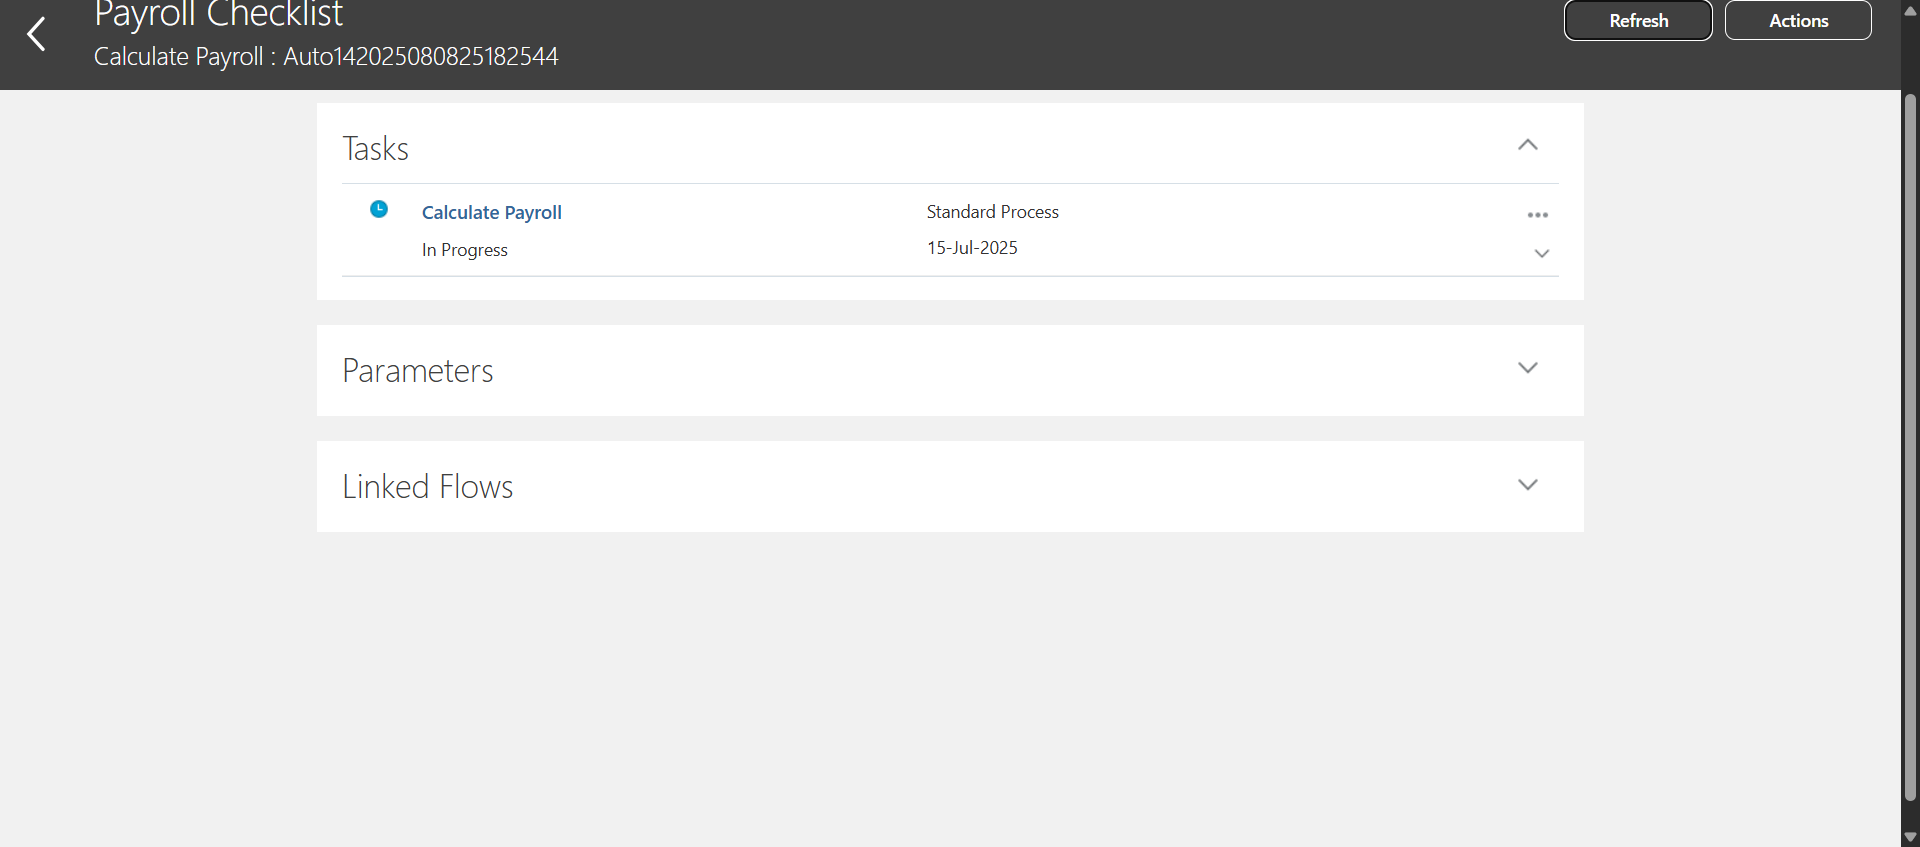 Payroll Checklist
Refresh
Actions
Calculate Payroll : Auto142025080825182544
Tasks
Calculate Payroll
Standard Process
In Progress
15-Jul-2025
Parameters
Linked Flows